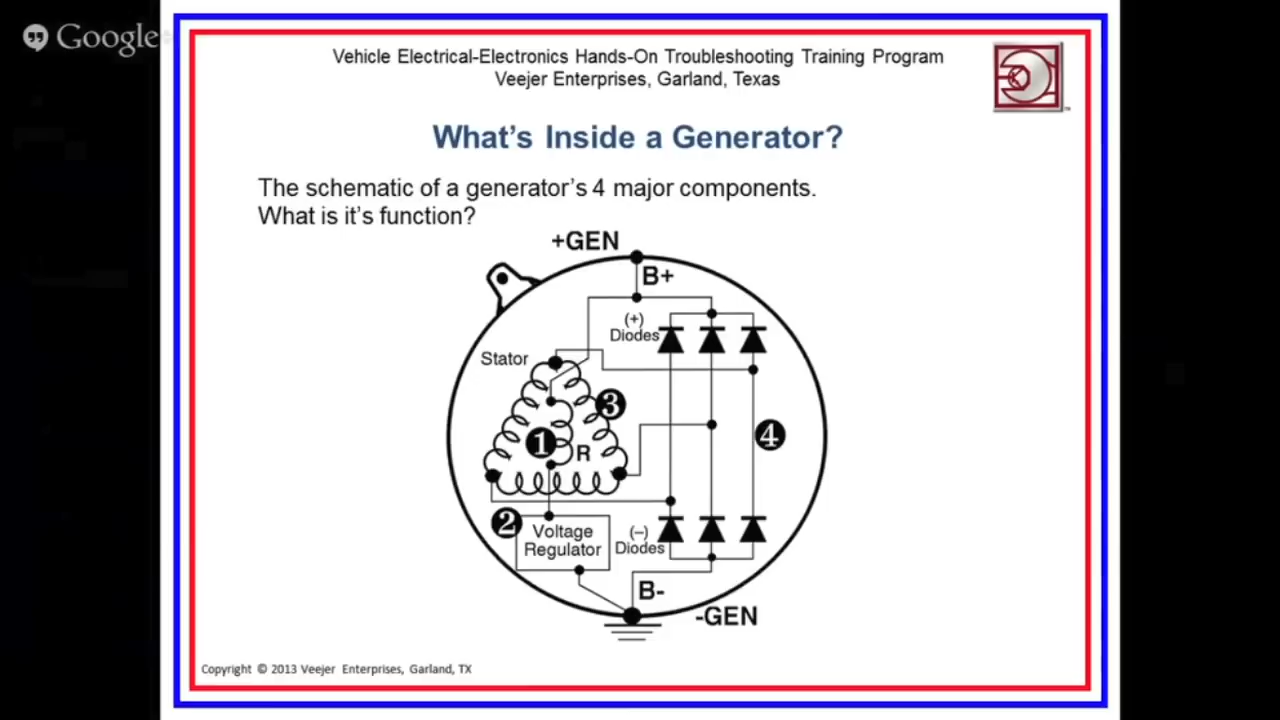 Google
Vehicle Electrical-Electronics Hands-On Troubleshooting Training Program
Veejer Enterprises, Garland, Texas
What's Inside a Generator?
The schematic of a generator's 4 major components.
What is it's function?
+GEN
B+
(+)
Diodes
Stator
3
1
R
4
2
Voltage
Regulator
(–)
Diodes
B-
-GEN
Copyright © 2013 Veejer Enterprises, Garland, TX